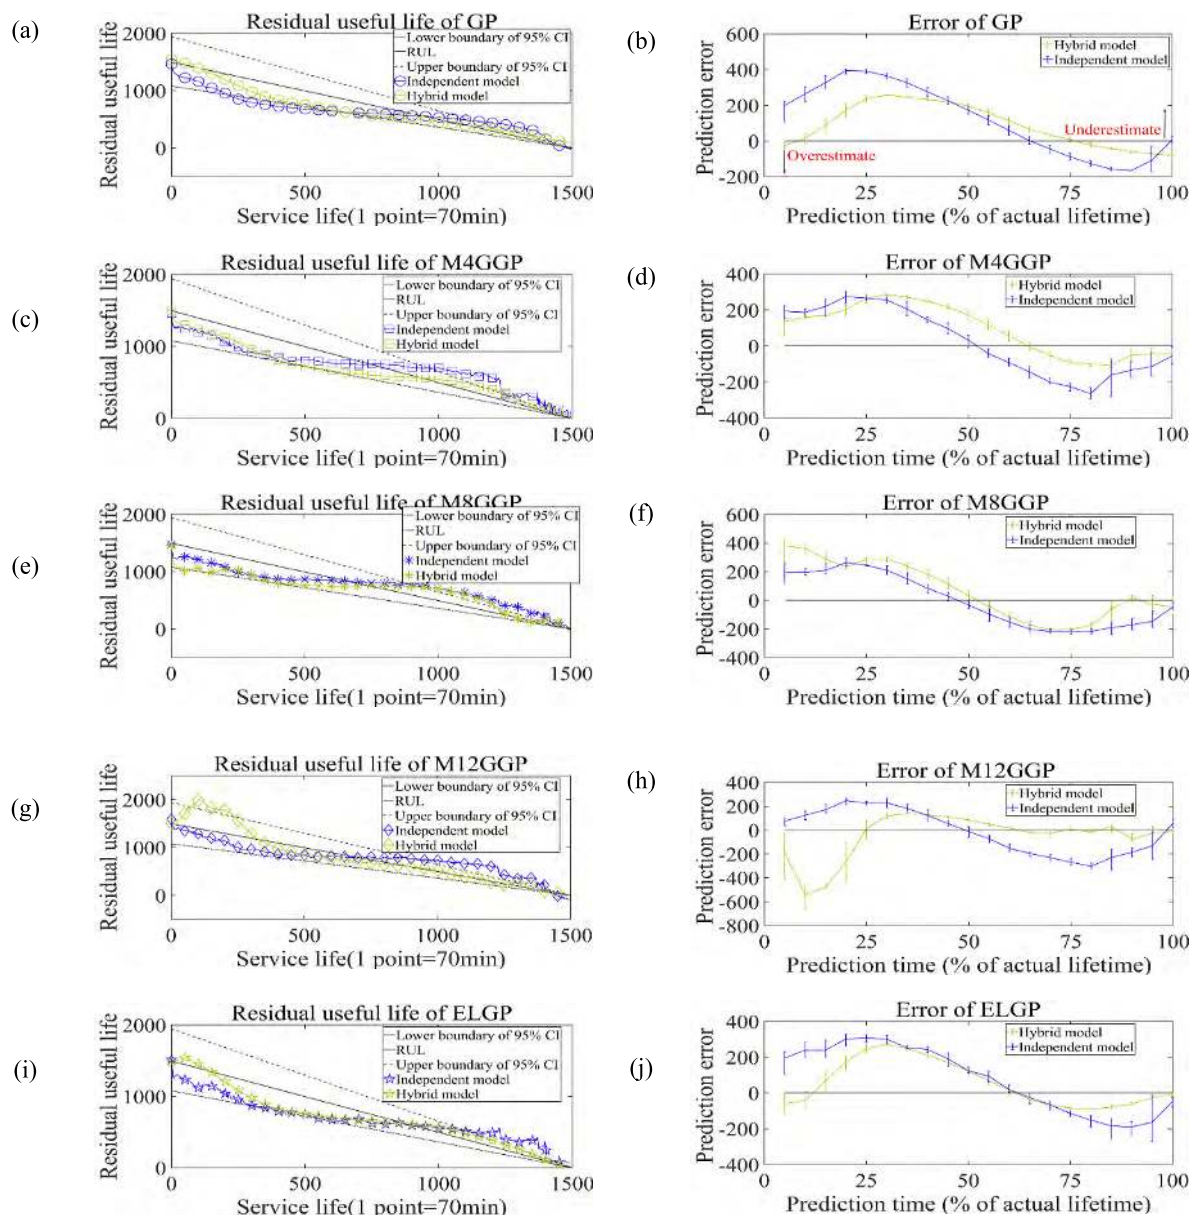 (a)
Residual useful life of GP
Residual useful life
2000
1000
0
Lower boundary of 95% CI
RUL
Upper boundary of 95% CI
Independent model
Hybrid model
0 500 1000 1500
Service life(1 point=70min)
(b)
Error of GP
Prediction error
600
400
200
0
-200
Hybrid model
Independent model
Underestimate
Overestimate
0 25 50 75 100
Prediction time (% of actual lifetime)
(c)
Residual useful life of M4GGP
Residual useful life
2000
1000
0
Lower boundary of 95% CI
RUL
Upper boundary of 95% CI
Independent model
Hybrid model
0 500 1000 1500
Service life(1 point=70min)
(d)
Error of M4GGP
Prediction error
400
200
0
-200
-400
Hybrid model
Independent model
0 25 50 75 100
Prediction time (% of actual lifetime)
(e)
Residual useful life of M8GGP
Residual useful life
2000
1000
0
Lower boundary of 95% CI
RUL
Upper boundary of 95% CI
Independent model
Hybrid model
0 500 1000 1500
Service life(1 point=70min)
(f)
Error of M8GGP
Prediction error
600
400
200
0
-200
-400
Hybrid model
Independent model
0 25 50 75 100
Prediction time (% of actual lifetime)
(g)
Residual useful life of M12GGP
Residual useful life
2000
1000
0
Lower boundary of 95% CI
RUL
Upper boundary of 95% CI
Independent model
Hybrid model
0 500 1000 1500
Service life(1 point=70min)
(h)
Error of M12GGP
Prediction error
400
200
0
-200
-400
-600
-800
Hybrid model
Independent model
0 25 50 75 100
Prediction time (% of actual lifetime)
(i)
Residual useful life of ELGP
Residual useful life
2000
1000
0
Lower boundary of 95% CI
RUL
Upper boundary of 95% CI
Independent model
Hybrid model
0 500 1000 1500
Service life(1 point=70min)
(j)
Error of ELGP
Prediction error
400
200
0
-200
-400
Hybrid model
Independent model
0 25 50 75 100
Prediction time (% of actual lifetime)